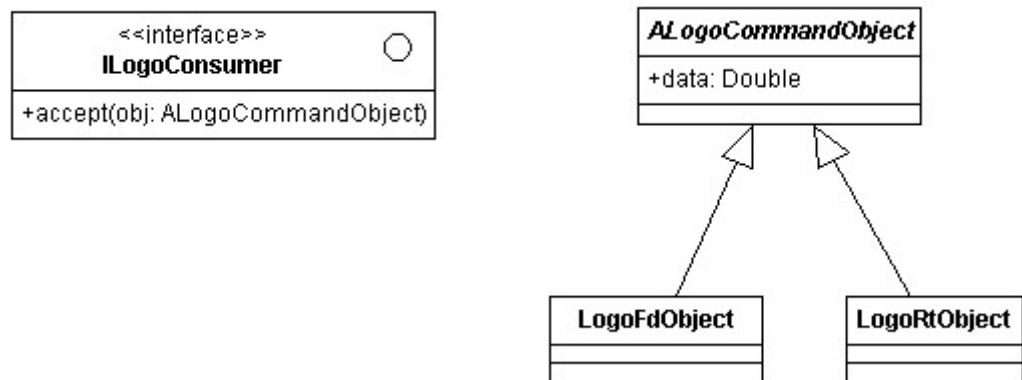 <<interface>>
ILogoConsumer
+accept(obj: ALogoCommandObject)
ALogoCommandObject
+data: Double
LogoFdObject
LogoRtObject